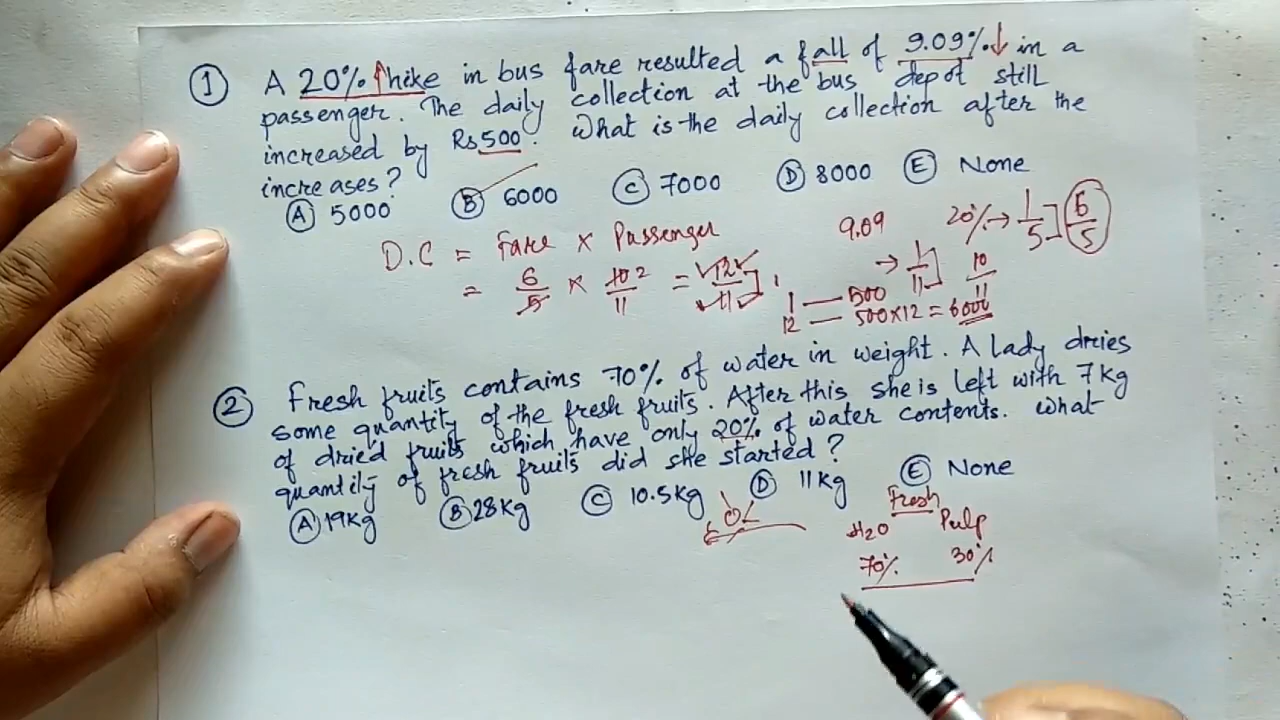 ① A 20%↑ hike in bus fare resulted a fall of 9.09%↓ in a
passenger. The daily collection at the bus depot still
increased by Rs 500. What is the daily collection after the
increases?
Ⓐ 5000 Ⓑ 6000 Ⓒ 7000 Ⓓ 8000 Ⓔ None
D.C = Fare × Passenger
= 6/5 × 10/11 2 = 12/11
9.09 → 1/11 10/11
20% → 1/5 6/5
1 — 500
12 — 500×12 = 6000
② Fresh fruits contains 70% of water in weight. A lady dries
some quantity of the fresh fruits. After this she is left with 7kg
of dried fruits which have only 20% of water contents. What
quantity of fresh fruits did she started?
Ⓐ 19kg Ⓑ 28kg Ⓒ 10.5kg Ⓓ 11kg Ⓔ None
Fresh
H2O Pulp
70% 30%